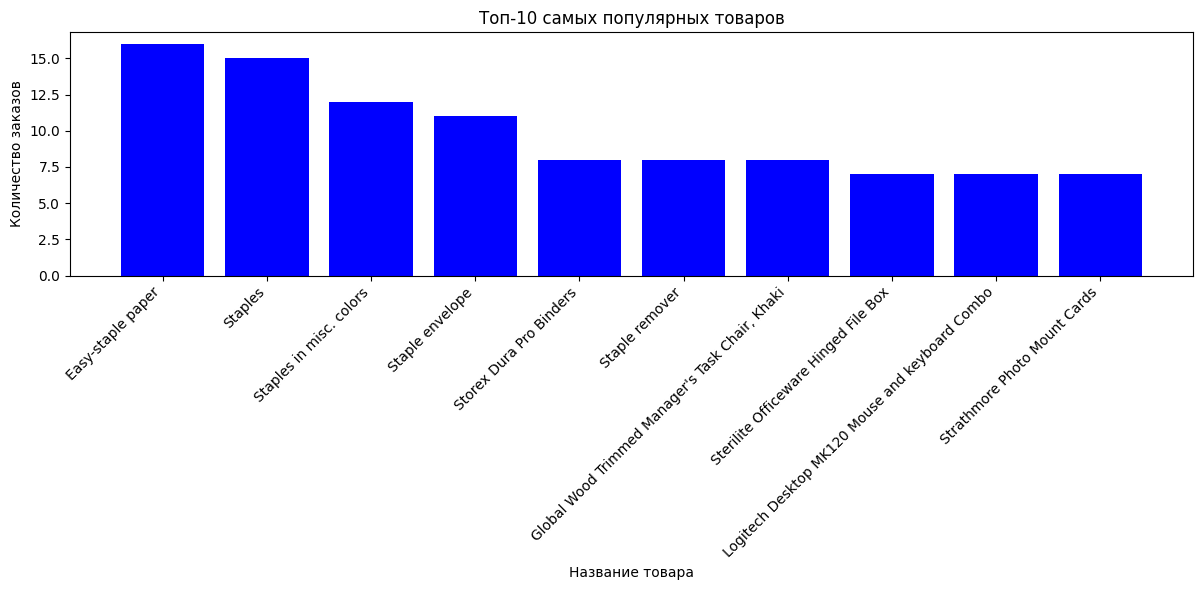 Топ-10 самых популярных товаров
Количество заказов
15.0
12.5
10.0
7.5
5.0
2.5
0.0
Easy-staple paper
Staples
Staples in misc. colors
Staple envelope
Storex Dura Pro Binders
Staple remover
Global Wood Trimmed Manager's Task Chair, Khaki
Sterilite Officeware Hinged File Box
Logitech Desktop MK120 Mouse and keyboard Combo
Strathmore Photo Mount Cards
Название товара